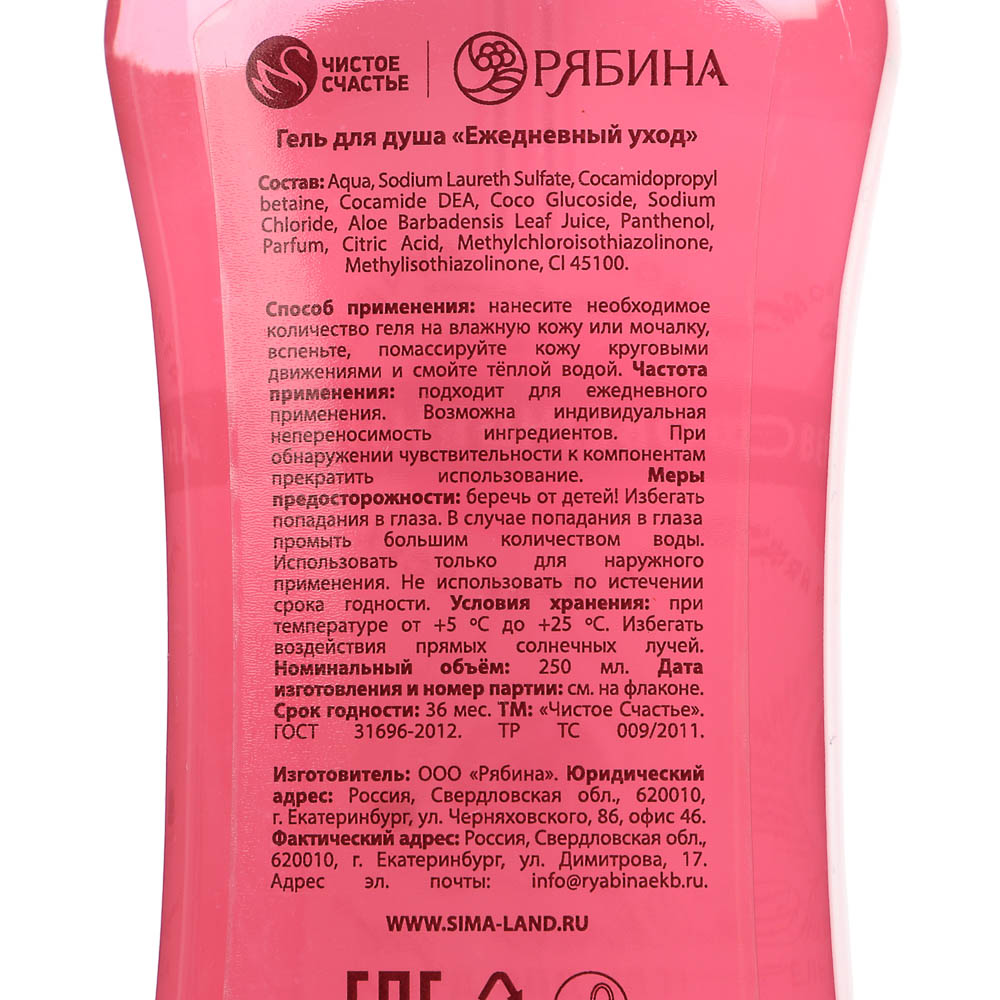 ЧИСТОЕ СЧАСТЬЕ | РЯБИНА
Гель для душа «Ежедневный уход»
Состав: Aqua, Sodium Laureth Sulfate, Cocamidopropyl
betaine, Cocamide DEA, Coco Glucoside, Sodium
Chloride, Aloe Barbadensis Leaf Juice, Panthenol,
Parfum, Citric Acid, Methylchloroisothiazolinone,
Methylisothiazolinone, CI 45100.
Способ применения: нанесите необходимое
количество геля на влажную кожу или мочалку,
вспеньте, помассируйте кожу круговыми
движениями и смойте тёплой водой. Частота
применения: подходит для ежедневного
применения. Возможна индивидуальная
непереносимость ингредиентов. При
обнаружении чувствительности к компонентам
прекратить использование. Меры
предосторожности: беречь от детей! Избегать
попадания в глаза. В случае попадания в глаза
промыть большим количеством воды.
Использовать только для наружного
применения. Не использовать по истечении
срока годности. Условия хранения: при
температуре от +5 ºC до +25 ºC. Избегать
воздействия прямых солнечных лучей.
Номинальный объём: 250 мл. Дата
изготовления и номер партии: см. на флаконе.
Срок годности: 36 мес. ТМ: «Чистое Счастье».
ГОСТ 31696-2012. ТР ТС 009/2011.
Изготовитель: ООО «Рябина». Юридический
адрес: Россия, Свердловская обл., 620010,
г. Екатеринбург, ул. Черняховского, 86, офис 46.
Фактический адрес: Россия, Свердловская обл.,
620010, г. Екатеринбург, ул. Димитрова, 17.
Адрес эл. почты: info@ryabinaekb.ru.
WWW.SIMA-LAND.RU